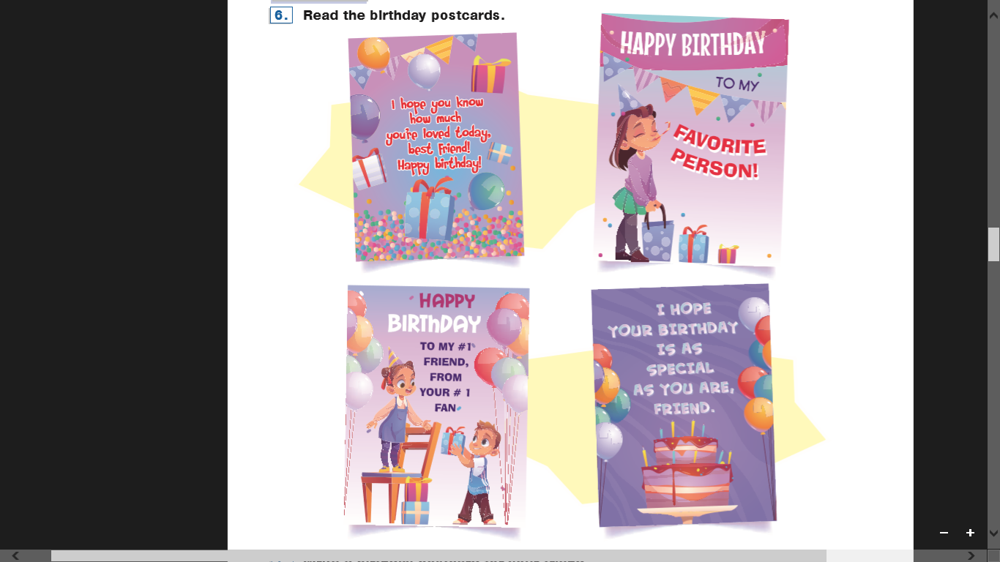 6. Read the birthday postcards.
I hope you know
how much
you're loved today,
best friend!
Happy birthday!
HAPPY BIRTHDAY
TO MY
FAVORITE
PERSON!
HAPPY
BIRTHDAY
TO MY #1
FRIEND,
FROM
YOUR # 1
FAN
I HOPE
YOUR BIRTHDAY
IS AS
SPECIAL
AS YOU ARE,
FRIEND.